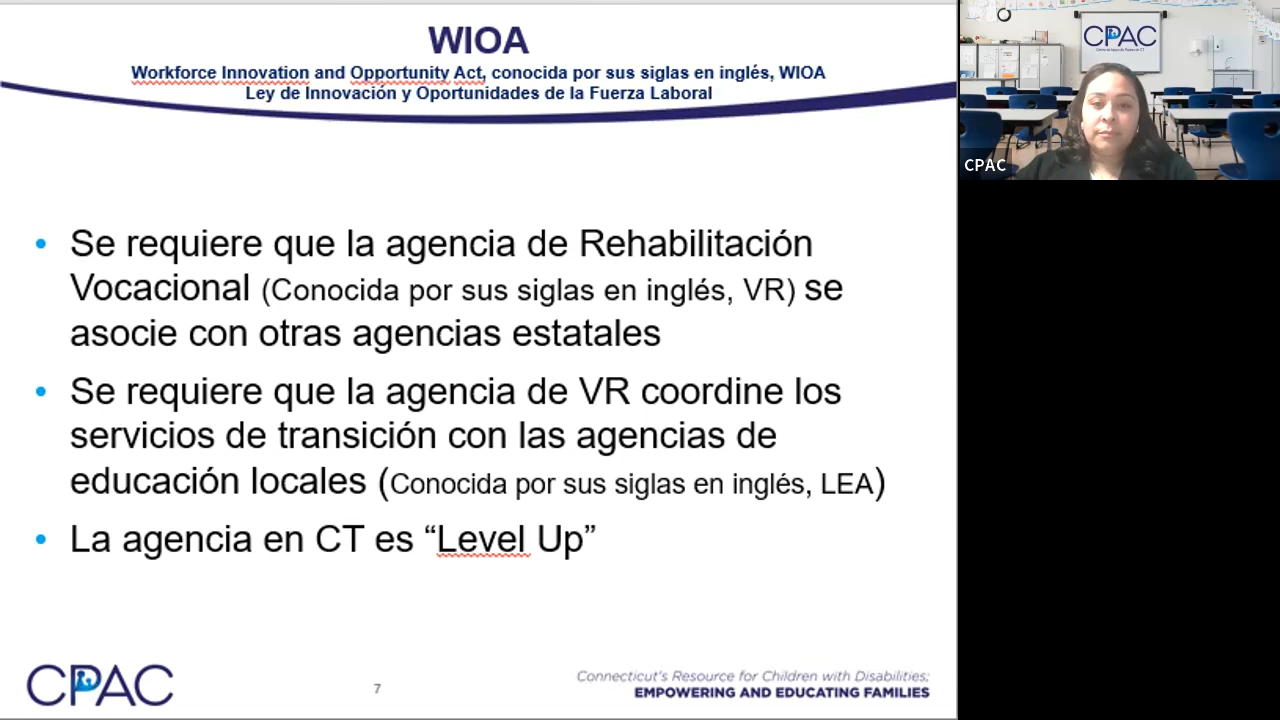 WIOA
Workforce Innovation and Opportunity Act, conocida por sus siglas en inglés, WIOA
Ley de Innovación y Oportunidades de la Fuerza Laboral
CPAC
CPAC
• Se requiere que la agencia de Rehabilitación
Vocacional (Conocida por sus siglas en inglés, VR) se
asocie con otras agencias estatales
• Se requiere que la agencia de VR coordine los
servicios de transición con las agencias de
educación locales (Conocida por sus siglas en inglés, LEA)
• La agencia en CT es “Level Up”
CPAC
7
Connecticut's Resource for Children with Disabilities;
EMPOWERING AND EDUCATING FAMILIES